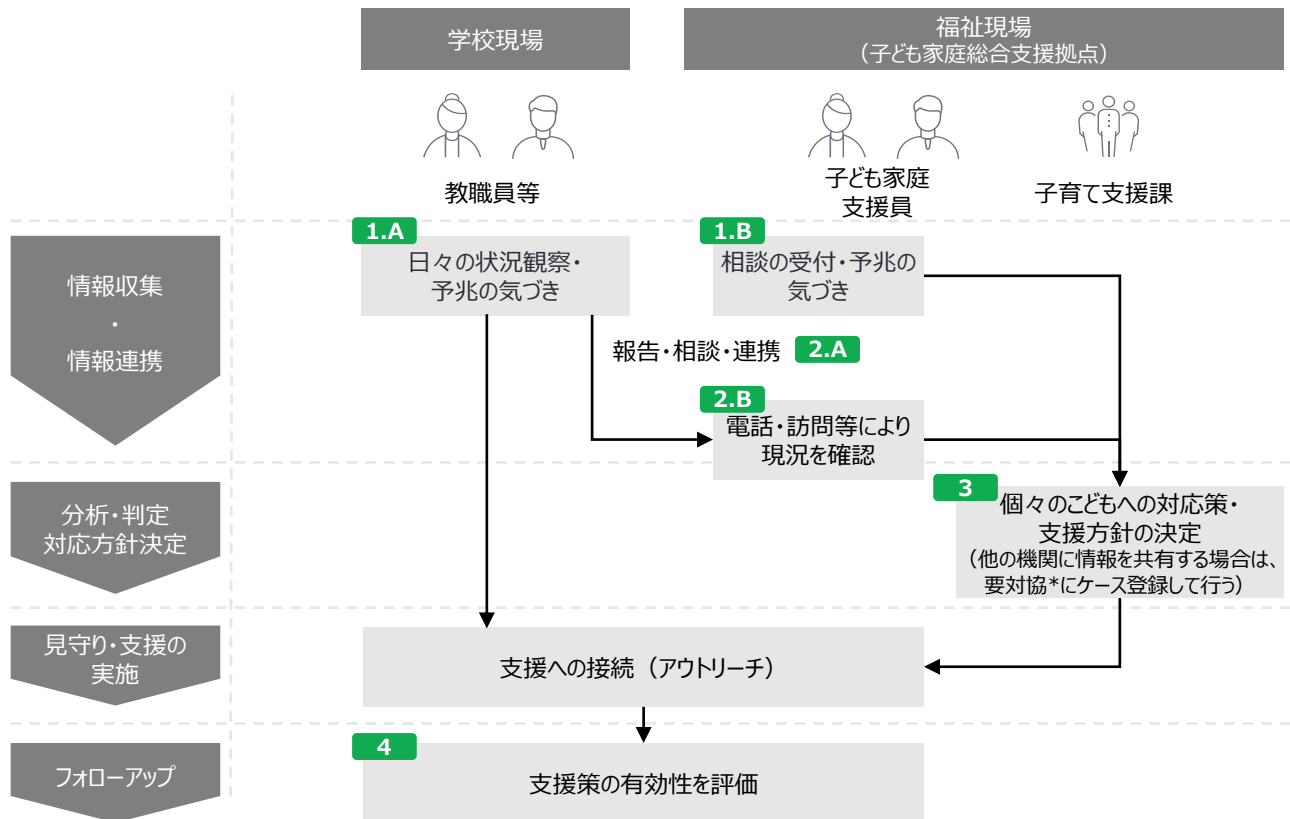 学校現場
福祉現場
（子ども家庭総合支援拠点）
教職員等
子ども家庭
支援員
子育て支援課
情報収集
・
情報連携
1.A
日々の状況観察・
予兆の気づき
1.B
相談の受付・予兆の
気づき
報告・相談・連携
2.A
2.B
電話・訪問等により
現況を確認
分析・判定
対応方針決定
3
個々のこどもへの対応策・
支援方針の決定
（他の機関に情報を共有する場合は、
要対協*にケース登録して行う）
見守り・支援の
実施
支援への接続（アウトリーチ）
フォローアップ
4
支援策の有効性を評価